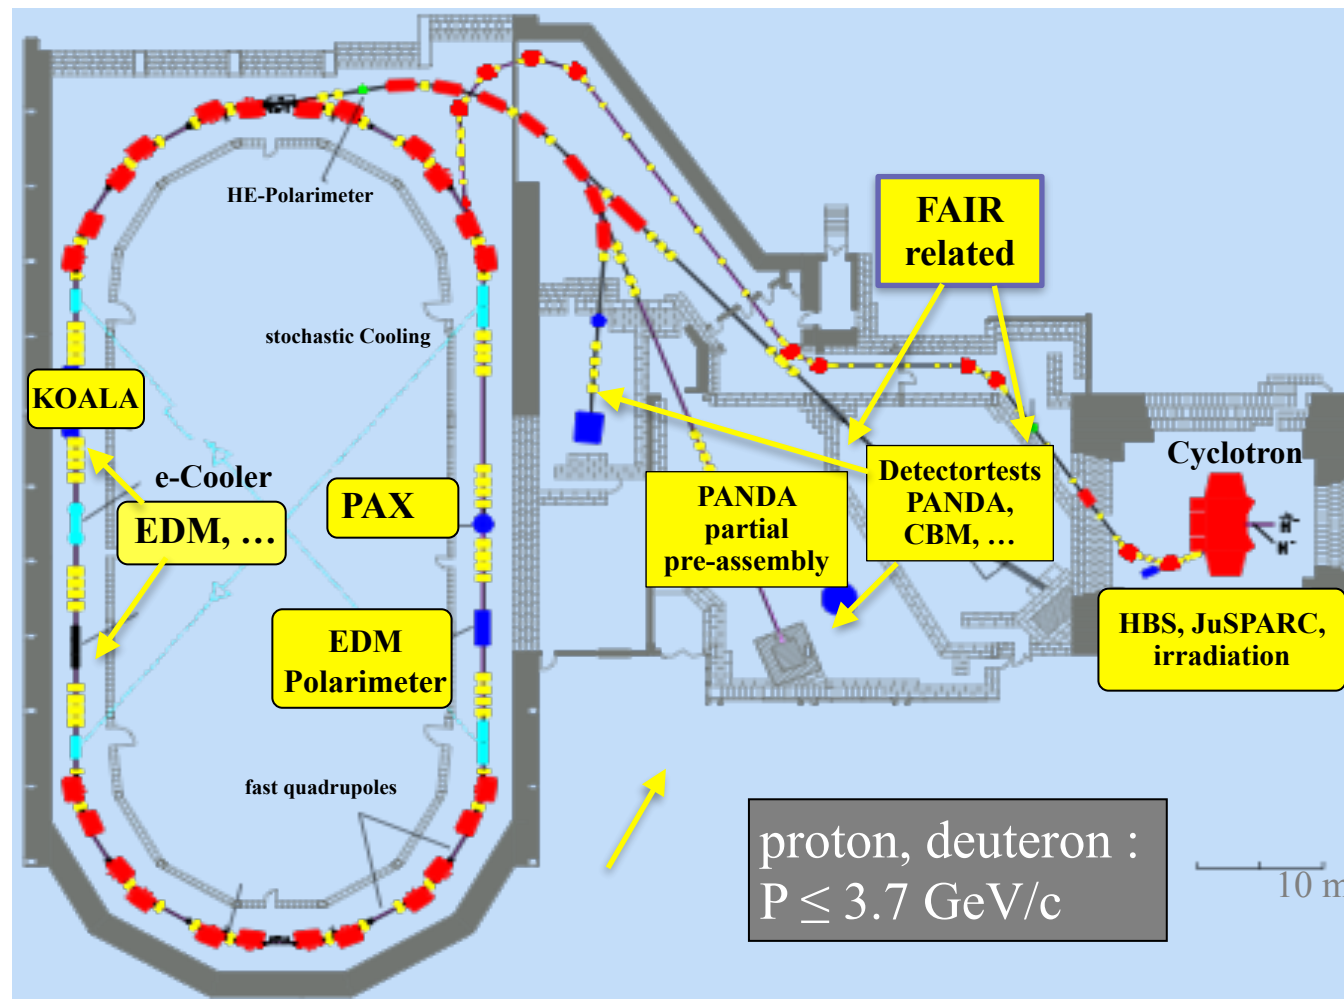 HE-Polarimeter
FAIR
related
stochastic Cooling
KOALA
e-Cooler
EDM, ...
PAX
PANDA
partial
pre-assembly
Detectortests
PANDA,
CBM, ...
Cyclotron
H⁻
EDM
Polarimeter
HBS, JuSPARC,
irradiation
fast quadrupoles
proton, deuteron :
P ≤ 3.7 GeV/c
10 m